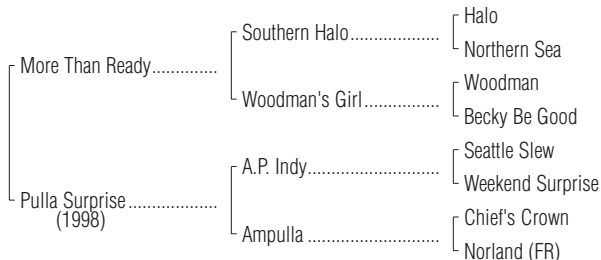 Halo
Southern Halo...................
Northern Sea
More Than Ready..............
Woodman
Woodman's Girl................
Becky Be Good
Seattle Slew
A.P. Indy............................
Weekend Surprise
Pulla Surprise...................
(1998)
Chief's Crown
Ampulla............................
Norland (FR)